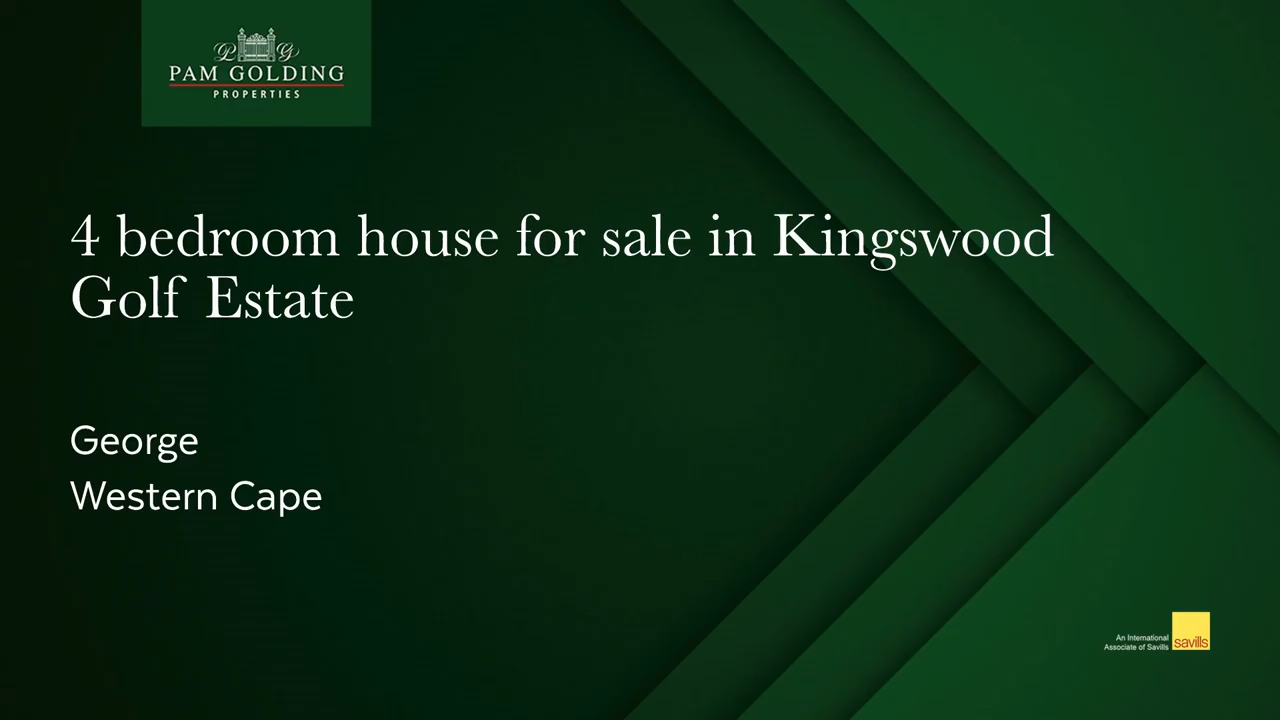 P G
PAM GOLDING
PROPERTIES
4 bedroom house for sale in Kingswood
Golf Estate
George
Western Cape
An International
Associate of Savills
savills